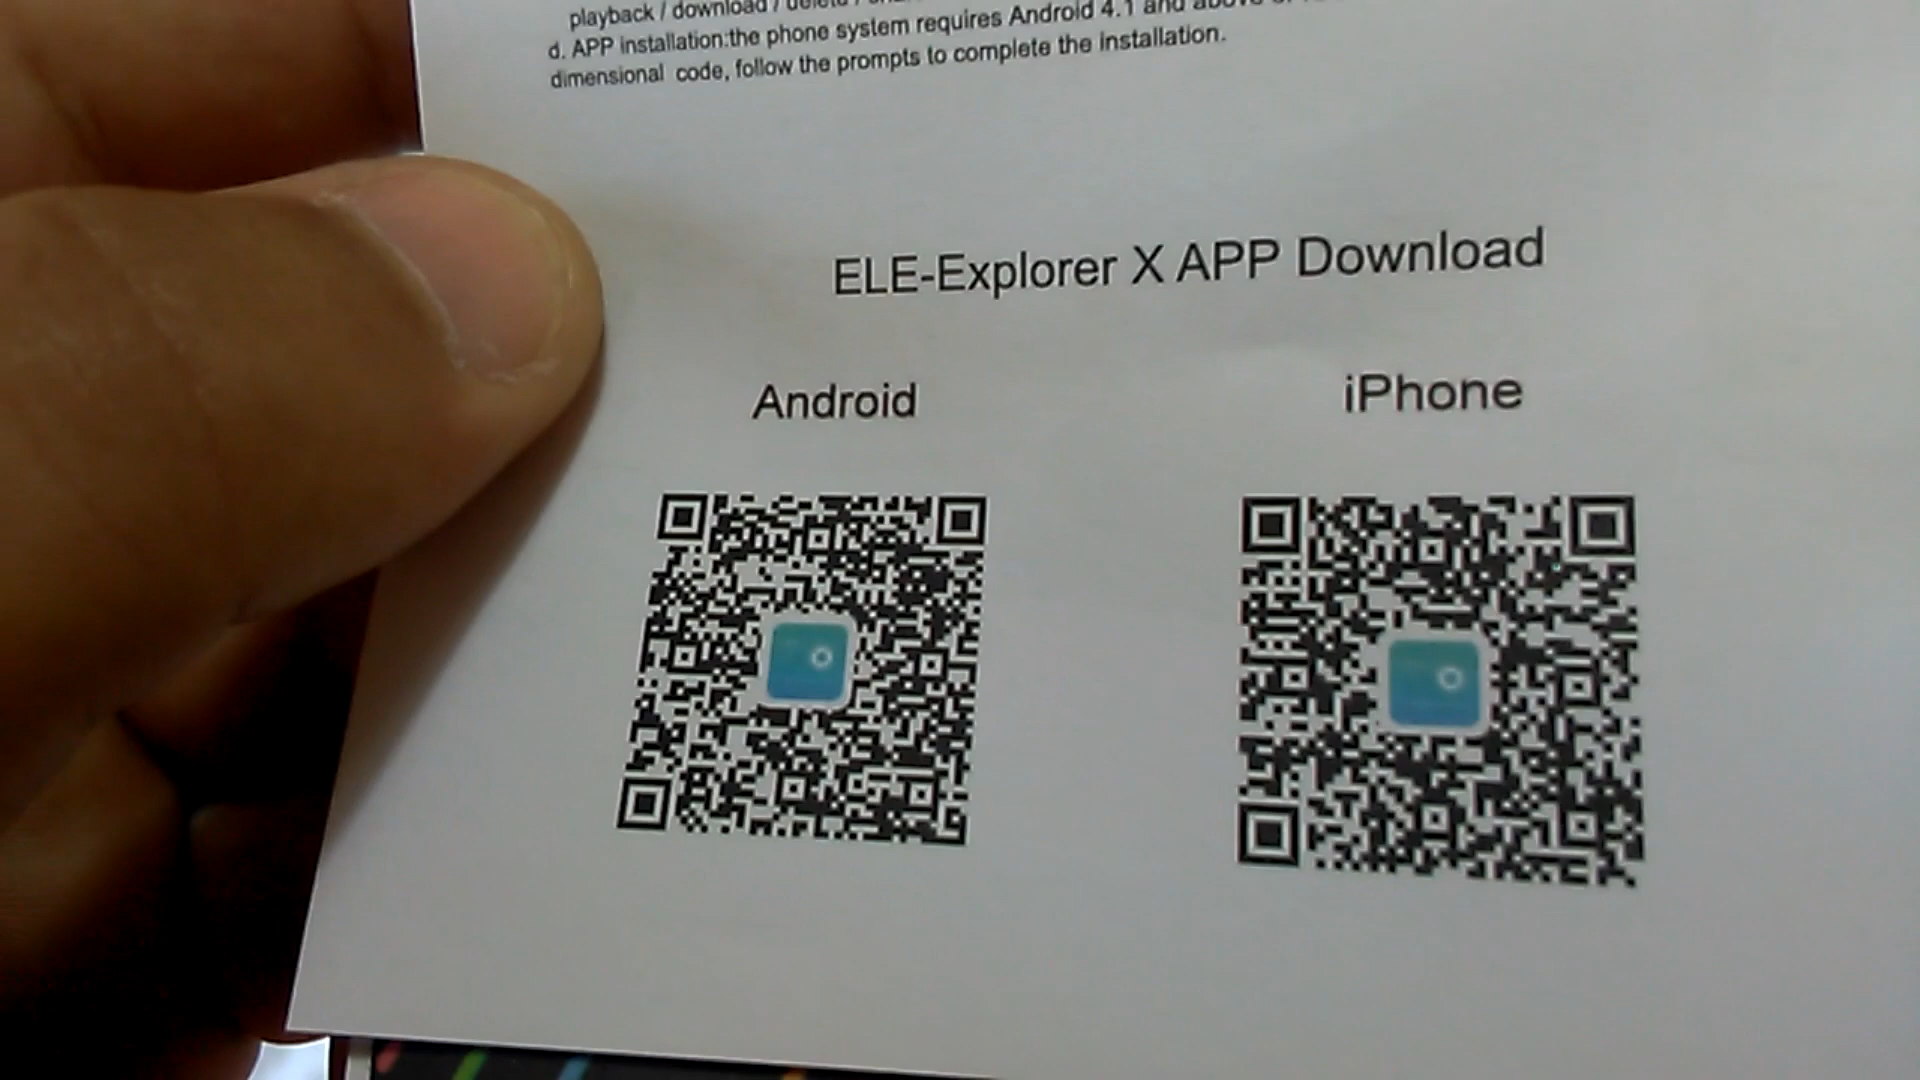 playback / download / delete /
d. APP installation:the phone system requires Android 4.1 and above
dimensional code, follow the prompts to complete the installation.
ELE-Explorer X APP Download
Android
iPhone